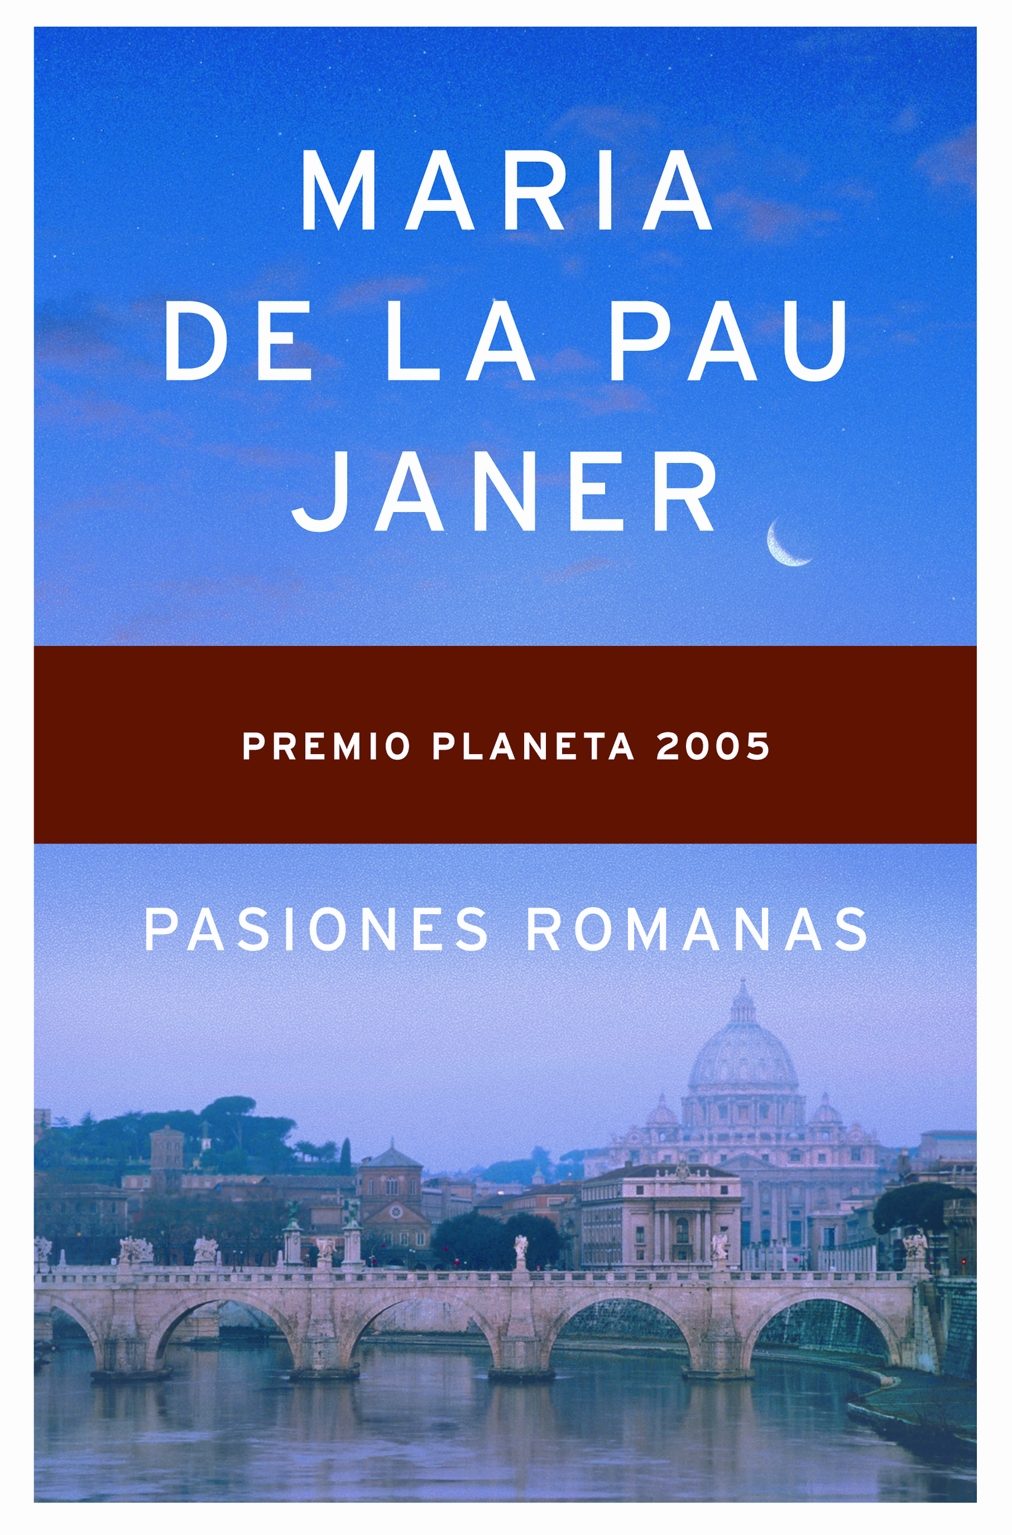 MARIA
DE LA PAU
JANER
PREMIO PLANETA 2005
PASIONES ROMANAS